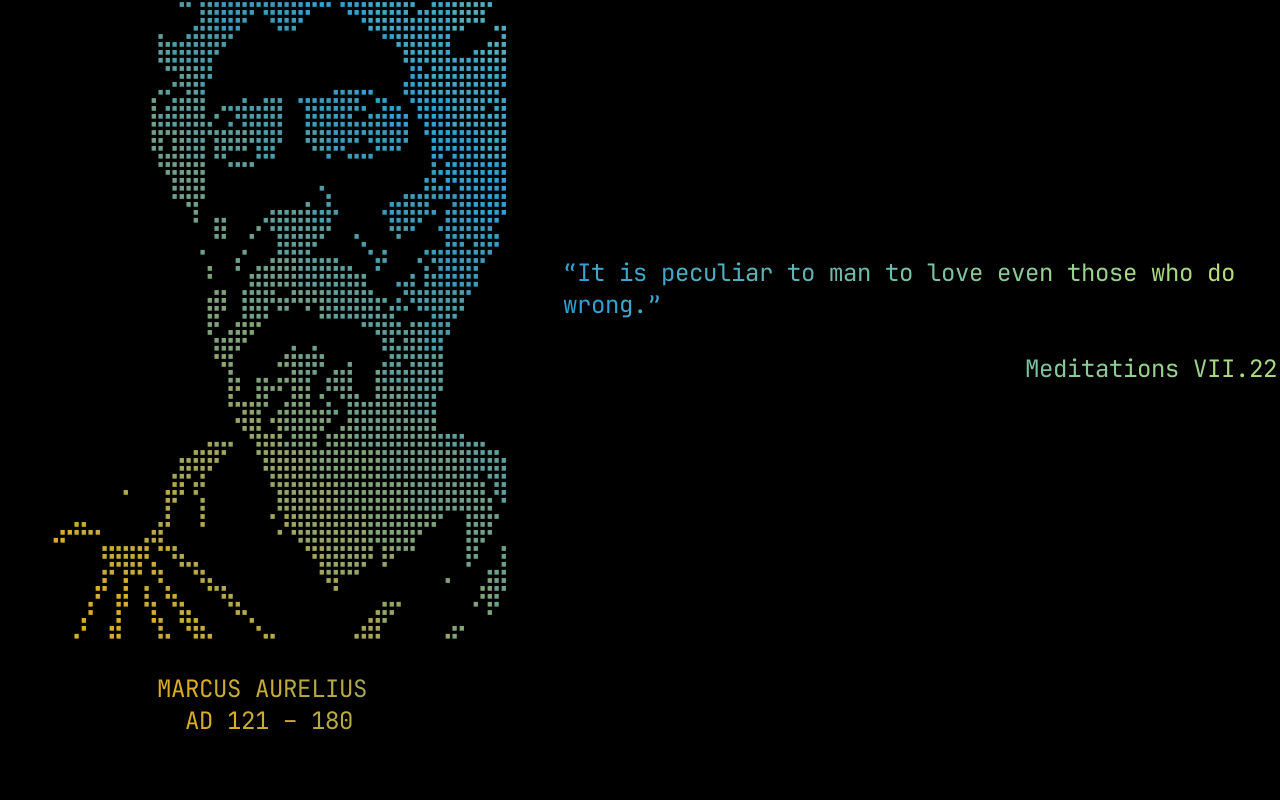 “It is peculiar to man to love even those who do
wrong.”
Meditations VII.22
MARCUS AURELIUS
AD 121 – 180